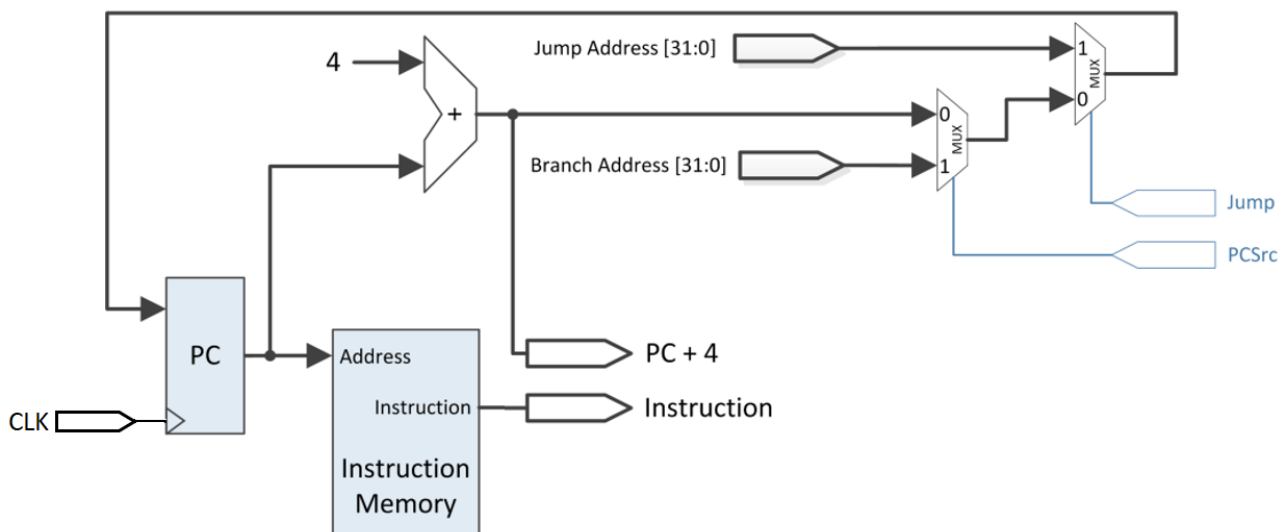 Jump Address [31:0]
1
MUX
0
4
+
0
MUX
1
Branch Address [31:0]
Jump
PCSrc
PC
Address
PC + 4
Instruction
Instruction
CLK
Instruction
Memory